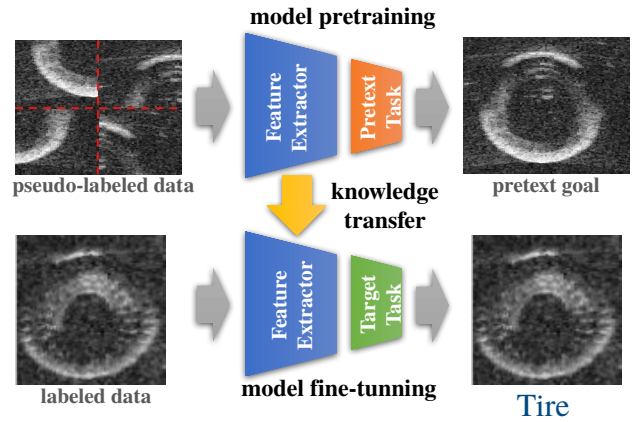 model pretraining
Feature
Extractor
Pretext
Task
pseudo-labeled data
pretext goal
knowledge
transfer
Feature
Extractor
Target
Task
model fine-tunning
labeled data
Tire